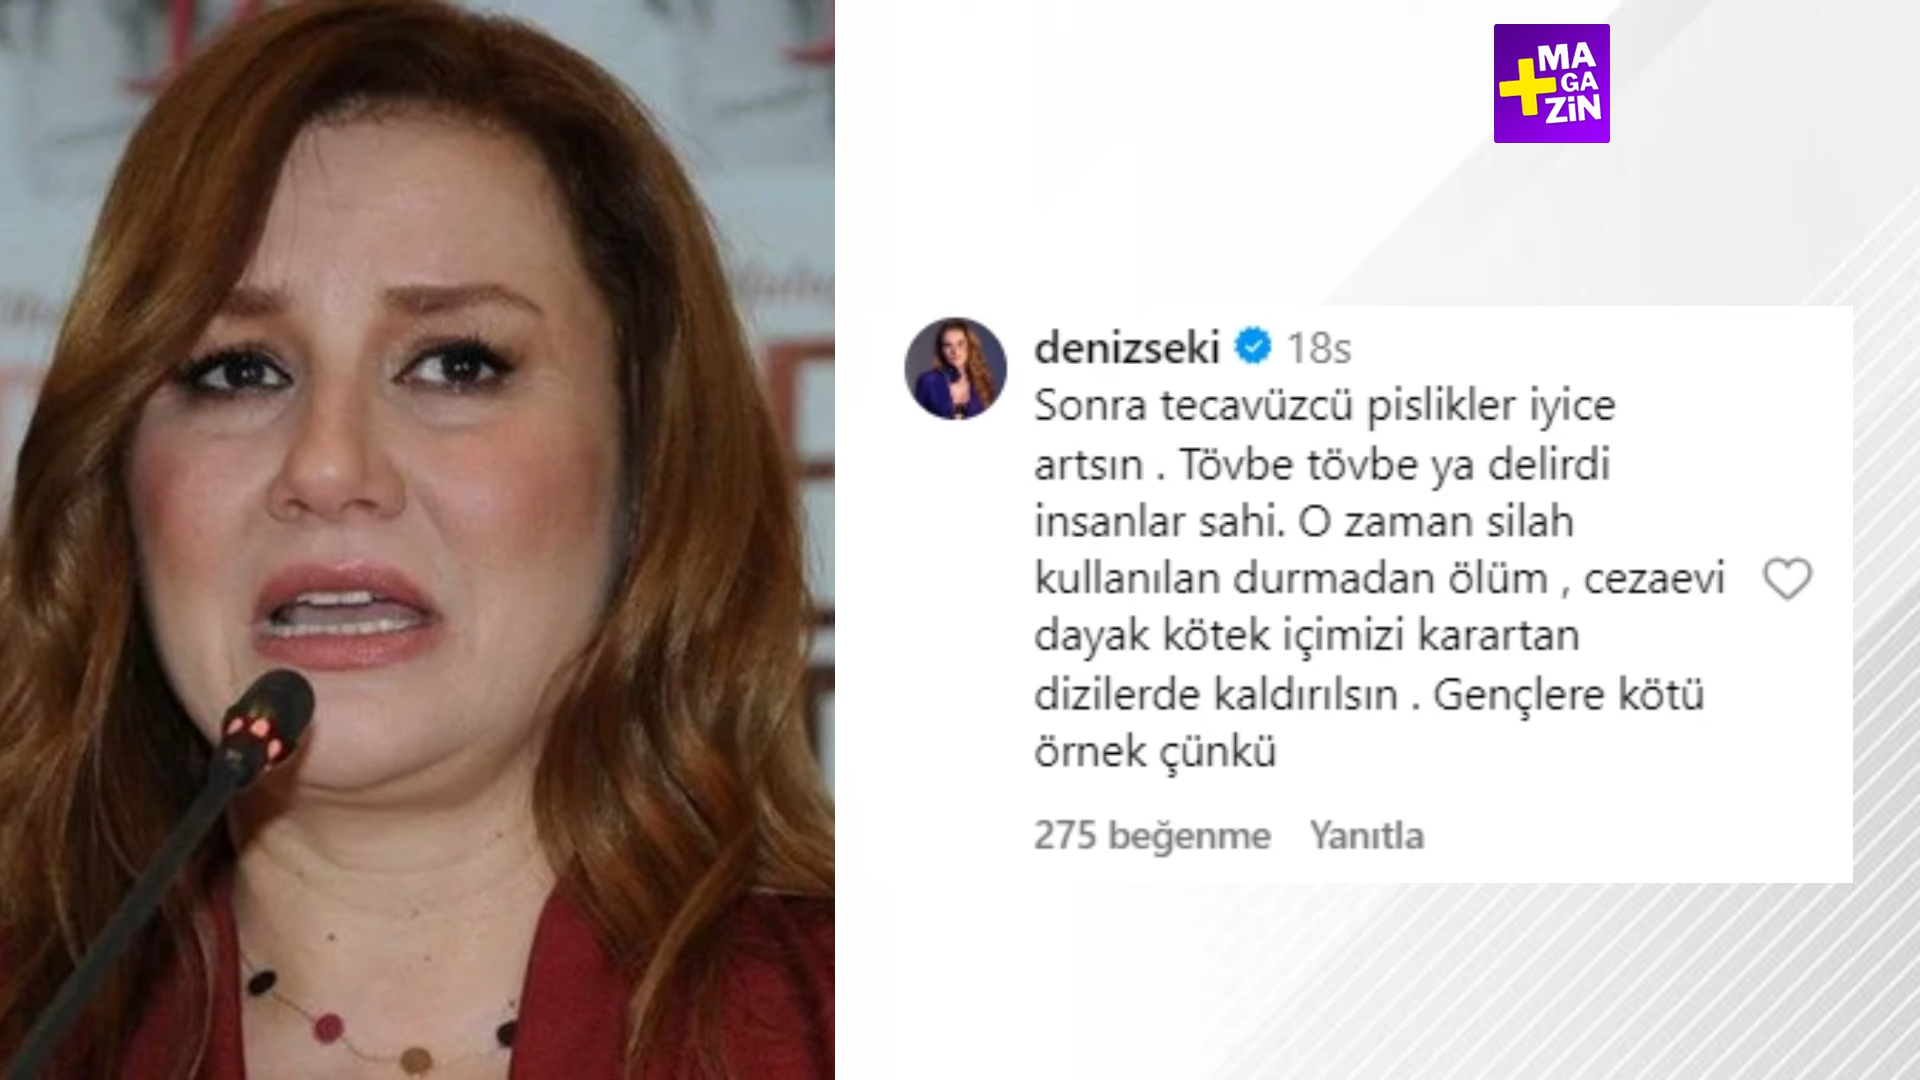 +MA
GA
ZiN
denizseki 18s
Sonra tecavüzcü pislikler iyice
artsın . Tövbe tövbe ya delirdi
insanlar sahi. O zaman silah
kullanılan durmadan ölüm , cezaevi
dayak kötek içimizi karartan
dizilerde kaldırılsın . Gençlere kötü
örnek çünkü
275 beğenme Yanıtla